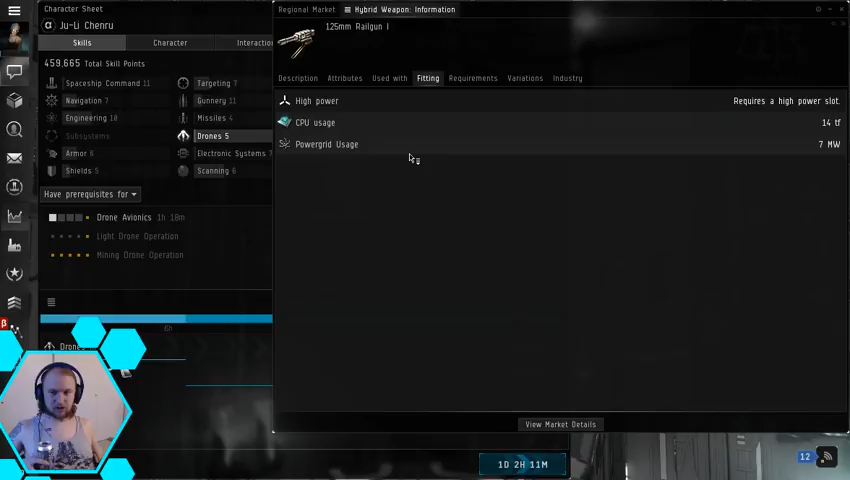 Character Sheet
α Ju-Li Chenru
Skills
Character
Interaction
459,665 Total Skill Points
Spaceship Command 11
Targeting 7
Navigation 7
Gunnery 11
Engineering 10
Missiles 4
Subsystems
Drones 5
Armor 6
Electronic Systems 7
Shields 5
Scanning 6
Have prerequisites for
Drone Avionics 1h 18m
Light Drone Operation
Mining Drone Operation
6h
Regional Market
Hybrid Weapon: Information
125mm Railgun I
Description
Attributes
Used with
Fitting
Requirements
Variations
Industry
High power
Requires a high power slot.
CPU usage
14 tf
Powergrid Usage
7 MW
View Market Details
β
1D 2H 11M
12